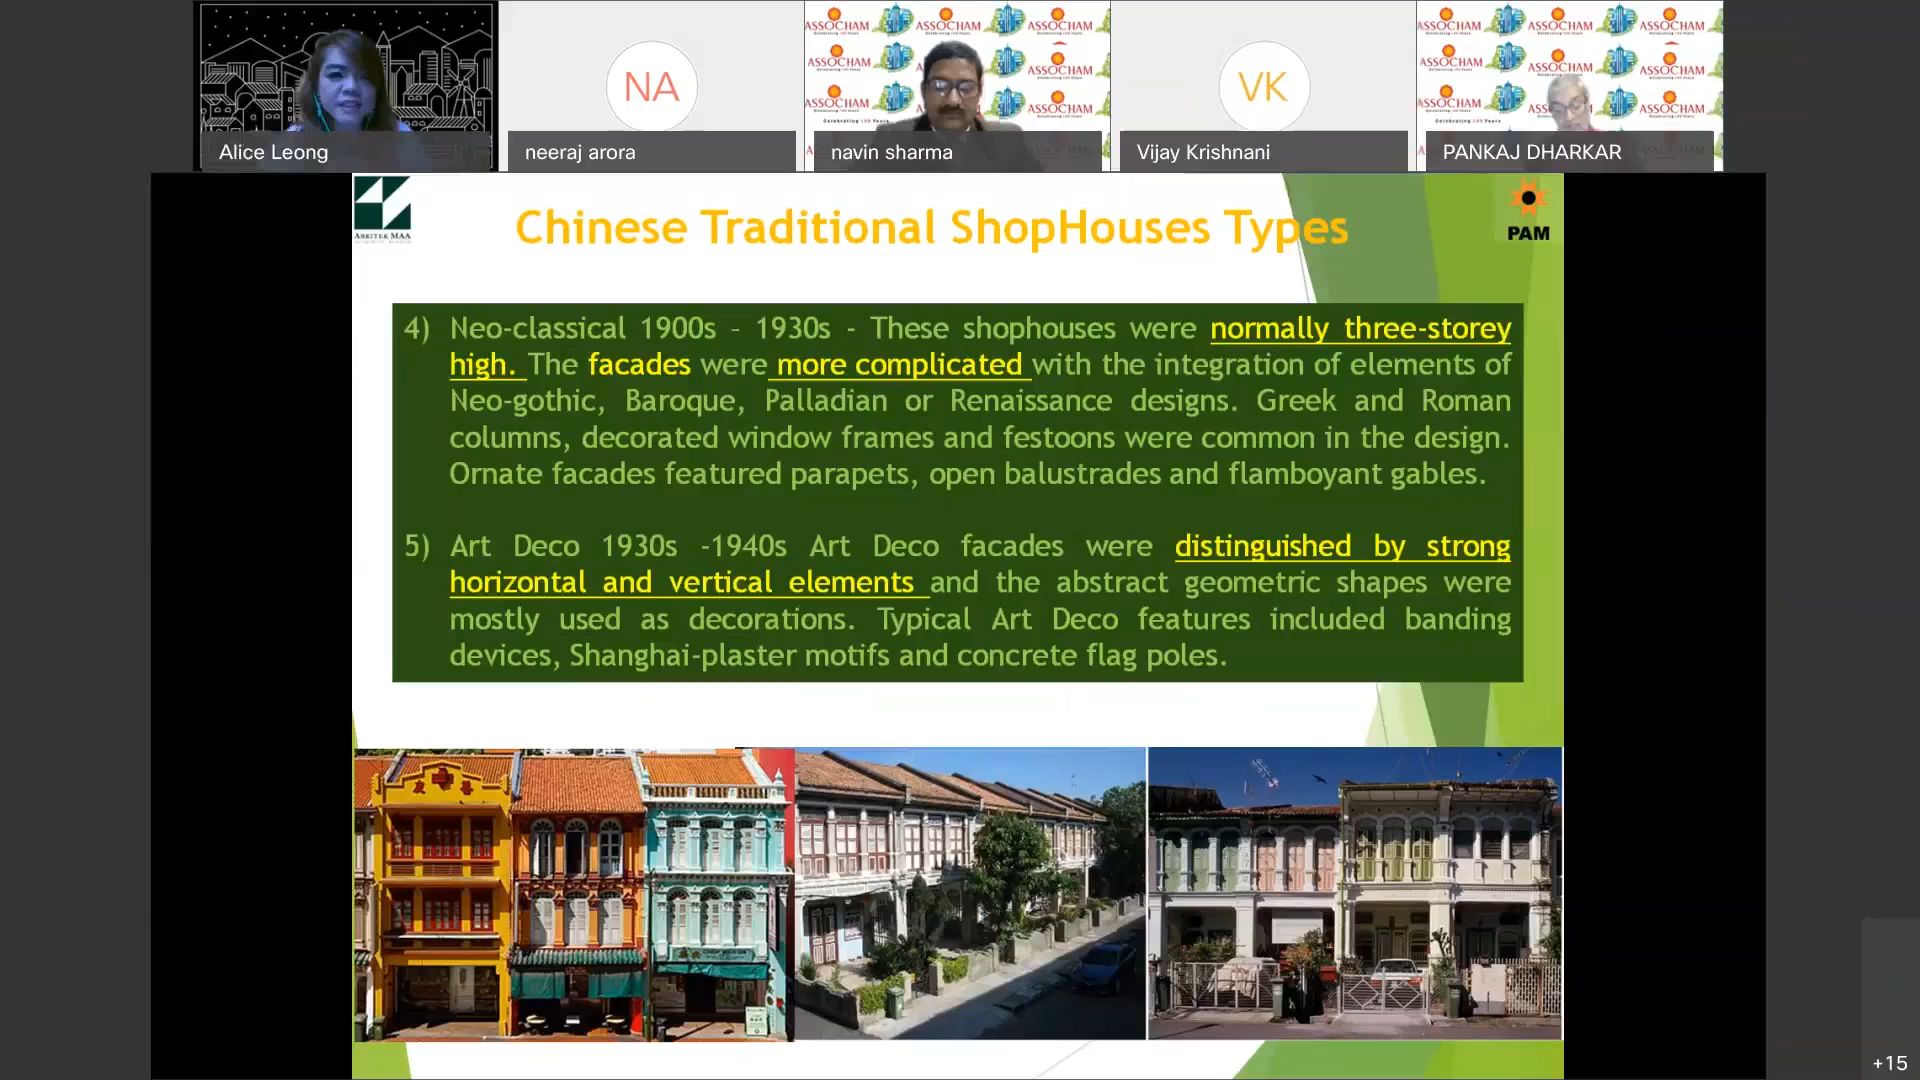 Alice Leong
NA
neeraj arora
ASSOCHAM
navin sharma
VK
Vijay Krishnani
ASSOCHAM
PANKAJ DHARKAR
ARKITEK MAA
Chinese Traditional ShopHouses Types
PAM
4) Neo-classical 1900s – 1930s - These shophouses were normally three-storey
high. The facades were more complicated with the integration of elements of
Neo-gothic, Baroque, Palladian or Renaissance designs. Greek and Roman
columns, decorated window frames and festoons were common in the design.
Ornate facades featured parapets, open balustrades and flamboyant gables.
5) Art Deco 1930s -1940s Art Deco facades were distinguished by strong
horizontal and vertical elements and the abstract geometric shapes were
mostly used as decorations. Typical Art Deco features included banding
devices, Shanghai-plaster motifs and concrete flag poles.
+15